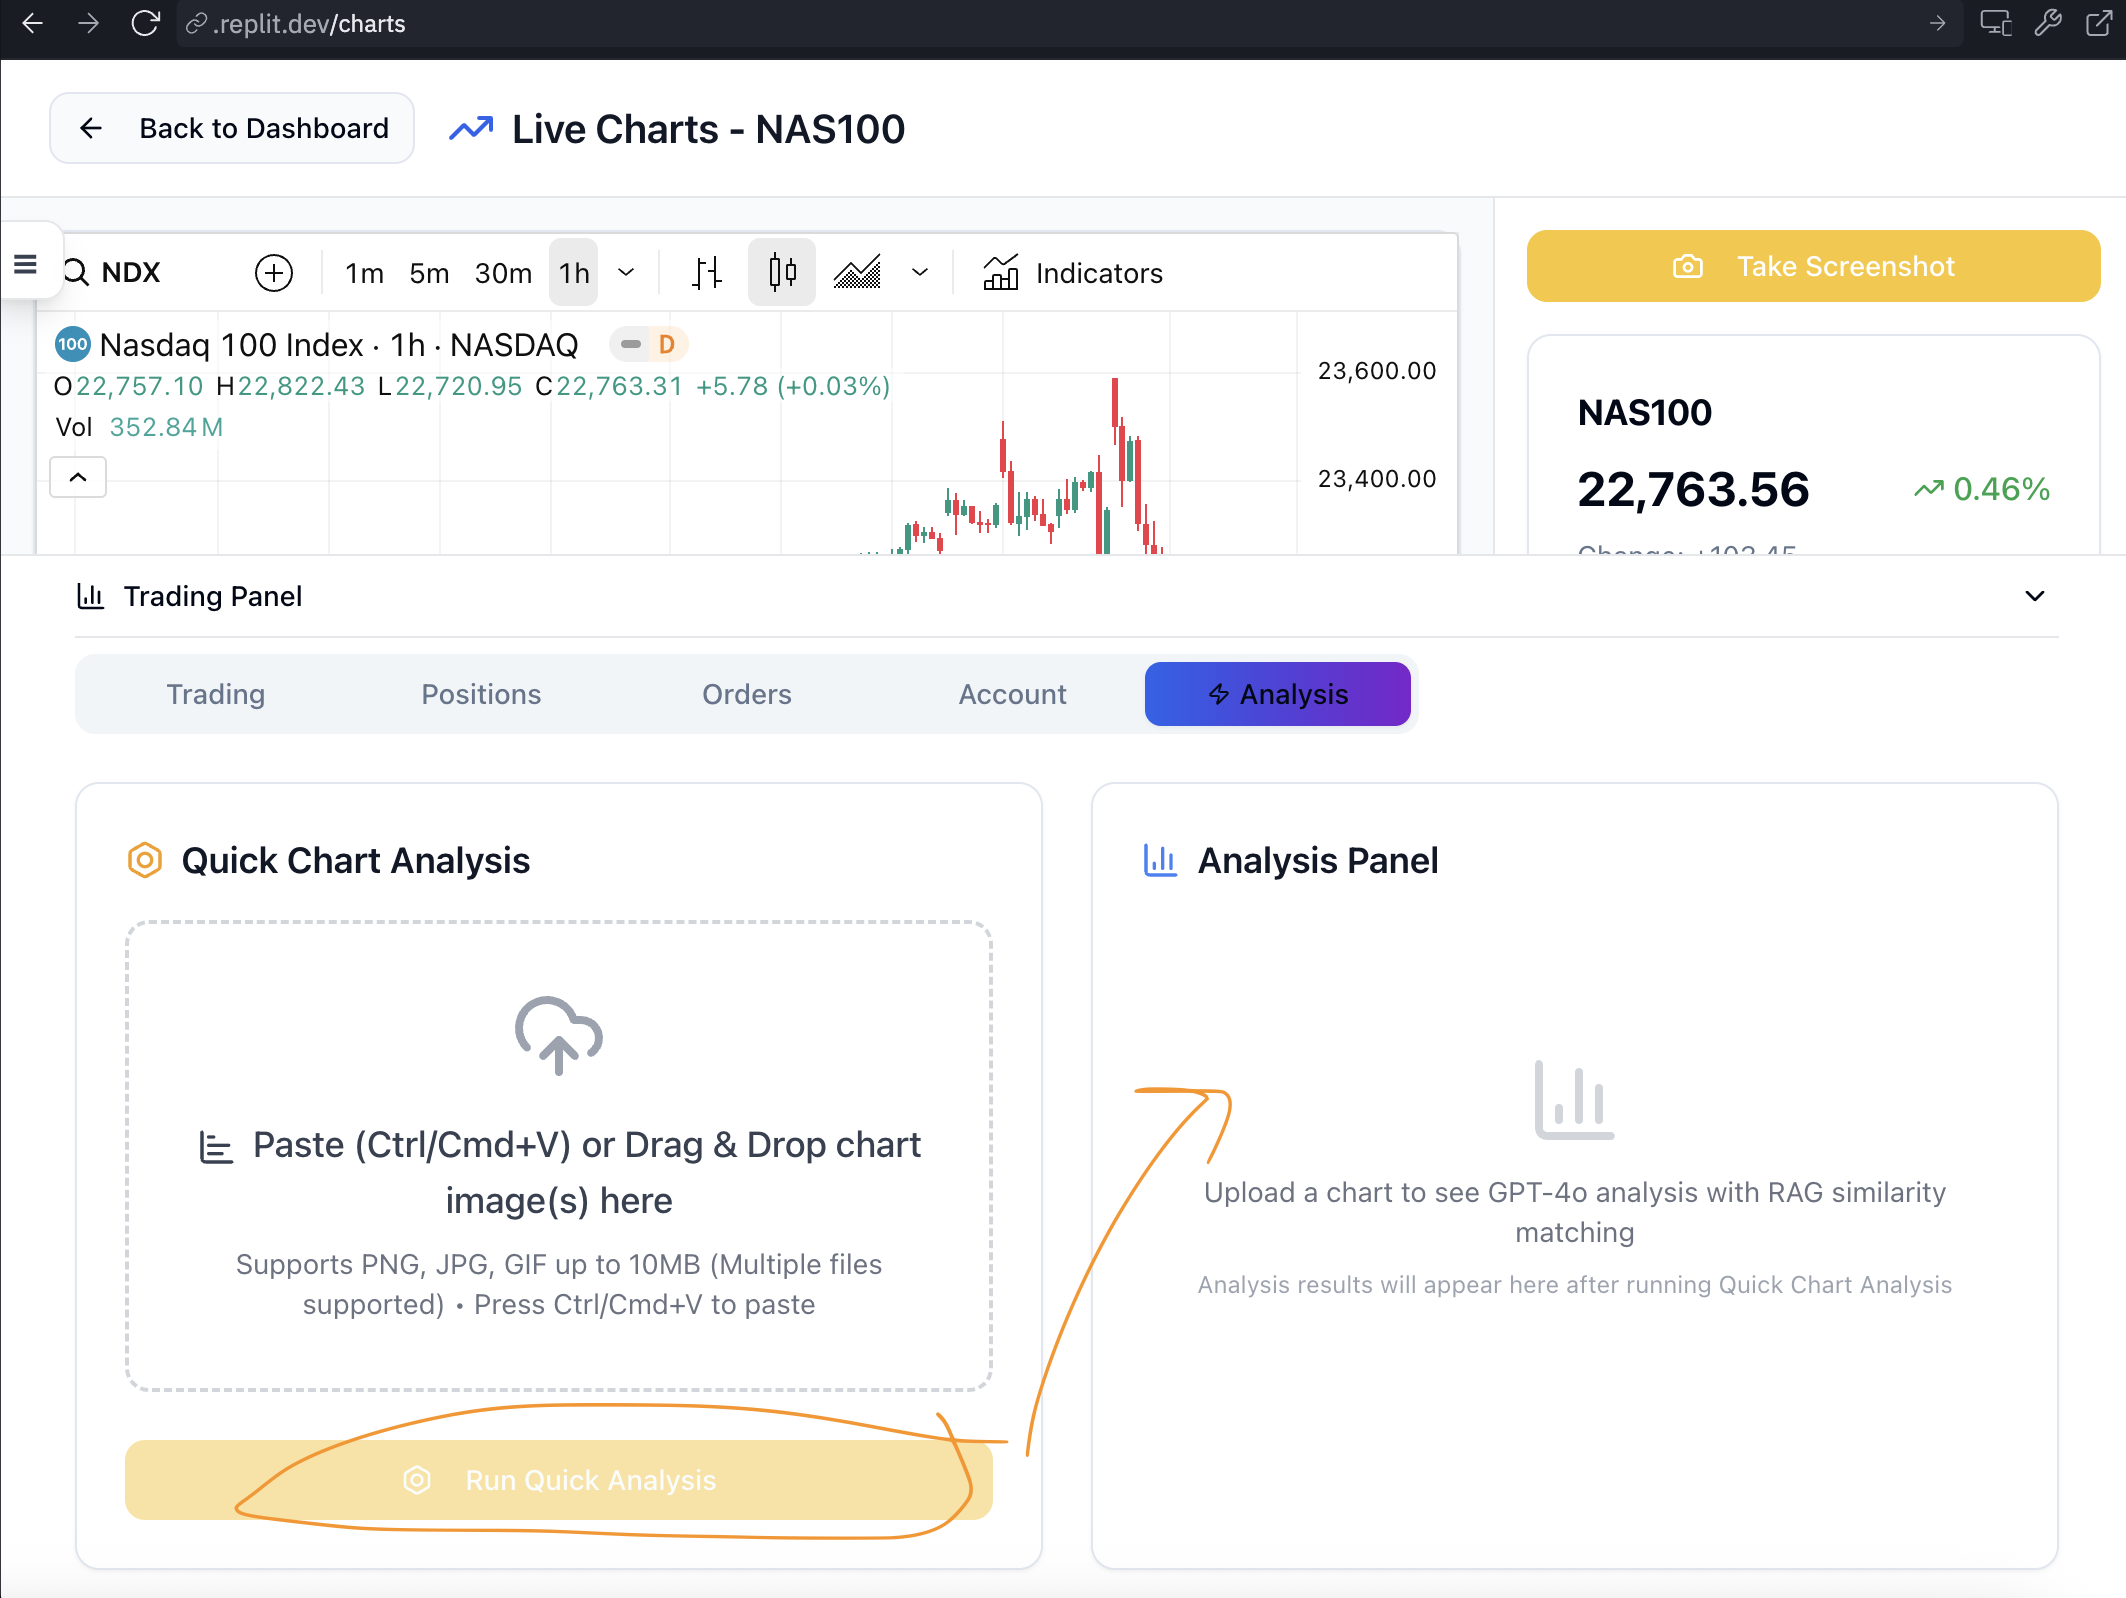 .replit.dev/charts
Back to Dashboard
Live Charts - NAS100
NDX
1m 5m 30m 1h
Indicators
Take Screenshot
100 Nasdaq 100 Index · 1h · NASDAQ
D
O22,757.10 H22,822.43 L22,720.95 C22,763.31 +5.78 (+0.03%)
Vol 352.84M
23,600.00
23,400.00
NAS100
22,763.56
0.46%
Change: +103.45
Trading Panel
Trading
Positions
Orders
Account
Analysis
Quick Chart Analysis
Paste (Ctrl/Cmd+V) or Drag & Drop chart
image(s) here
Supports PNG, JPG, GIF up to 10MB (Multiple files
supported) • Press Ctrl/Cmd+V to paste
Run Quick Analysis
Analysis Panel
Upload a chart to see GPT-4o analysis with RAG similarity
matching
Analysis results will appear here after running Quick Chart Analysis